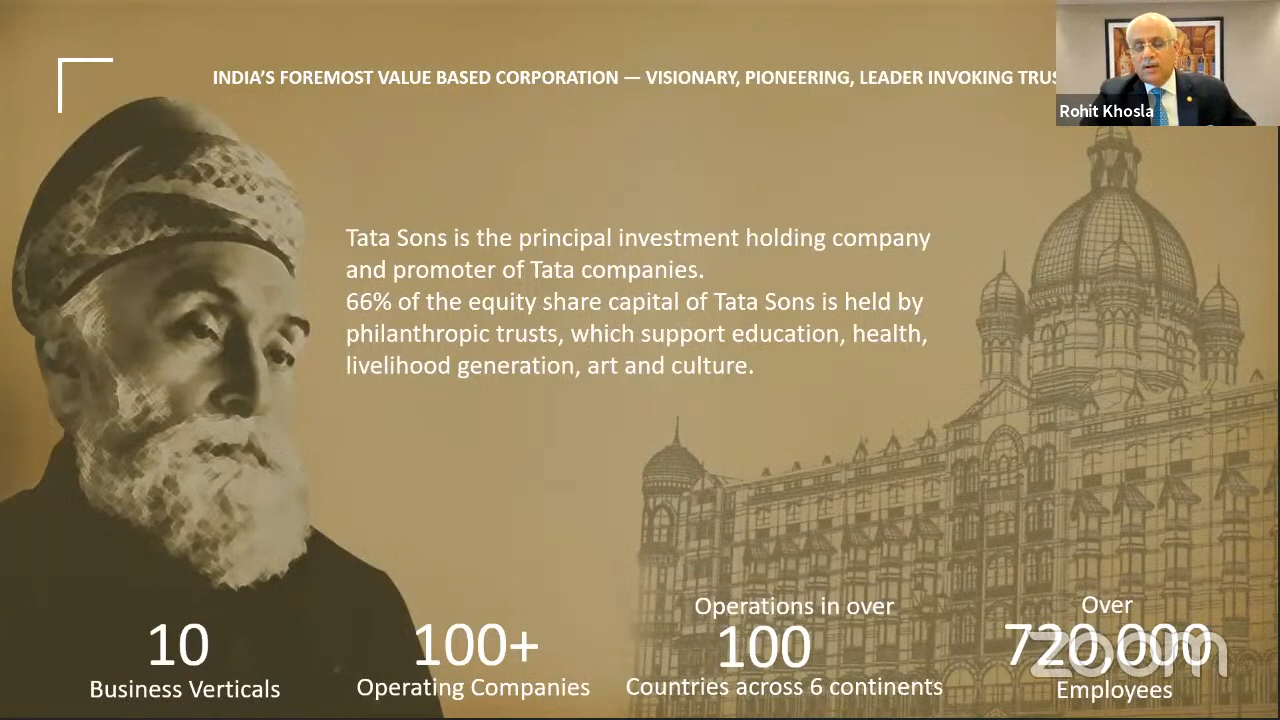 INDIA'S FOREMOST VALUE BASED CORPORATION — VISIONARY, PIONEERING, LEADER INVOKING
Rohit Khosla
Tata Sons is the principal investment holding company
and promoter of Tata companies.
66% of the equity share capital of Tata Sons is held by
philanthropic trusts, which support education, health,
livelihood generation, art and culture.
10
Business Verticals
100+
Operating Companies
Operations in over
100
Countries across 6 continents
Over
720,000
Employees
zoom